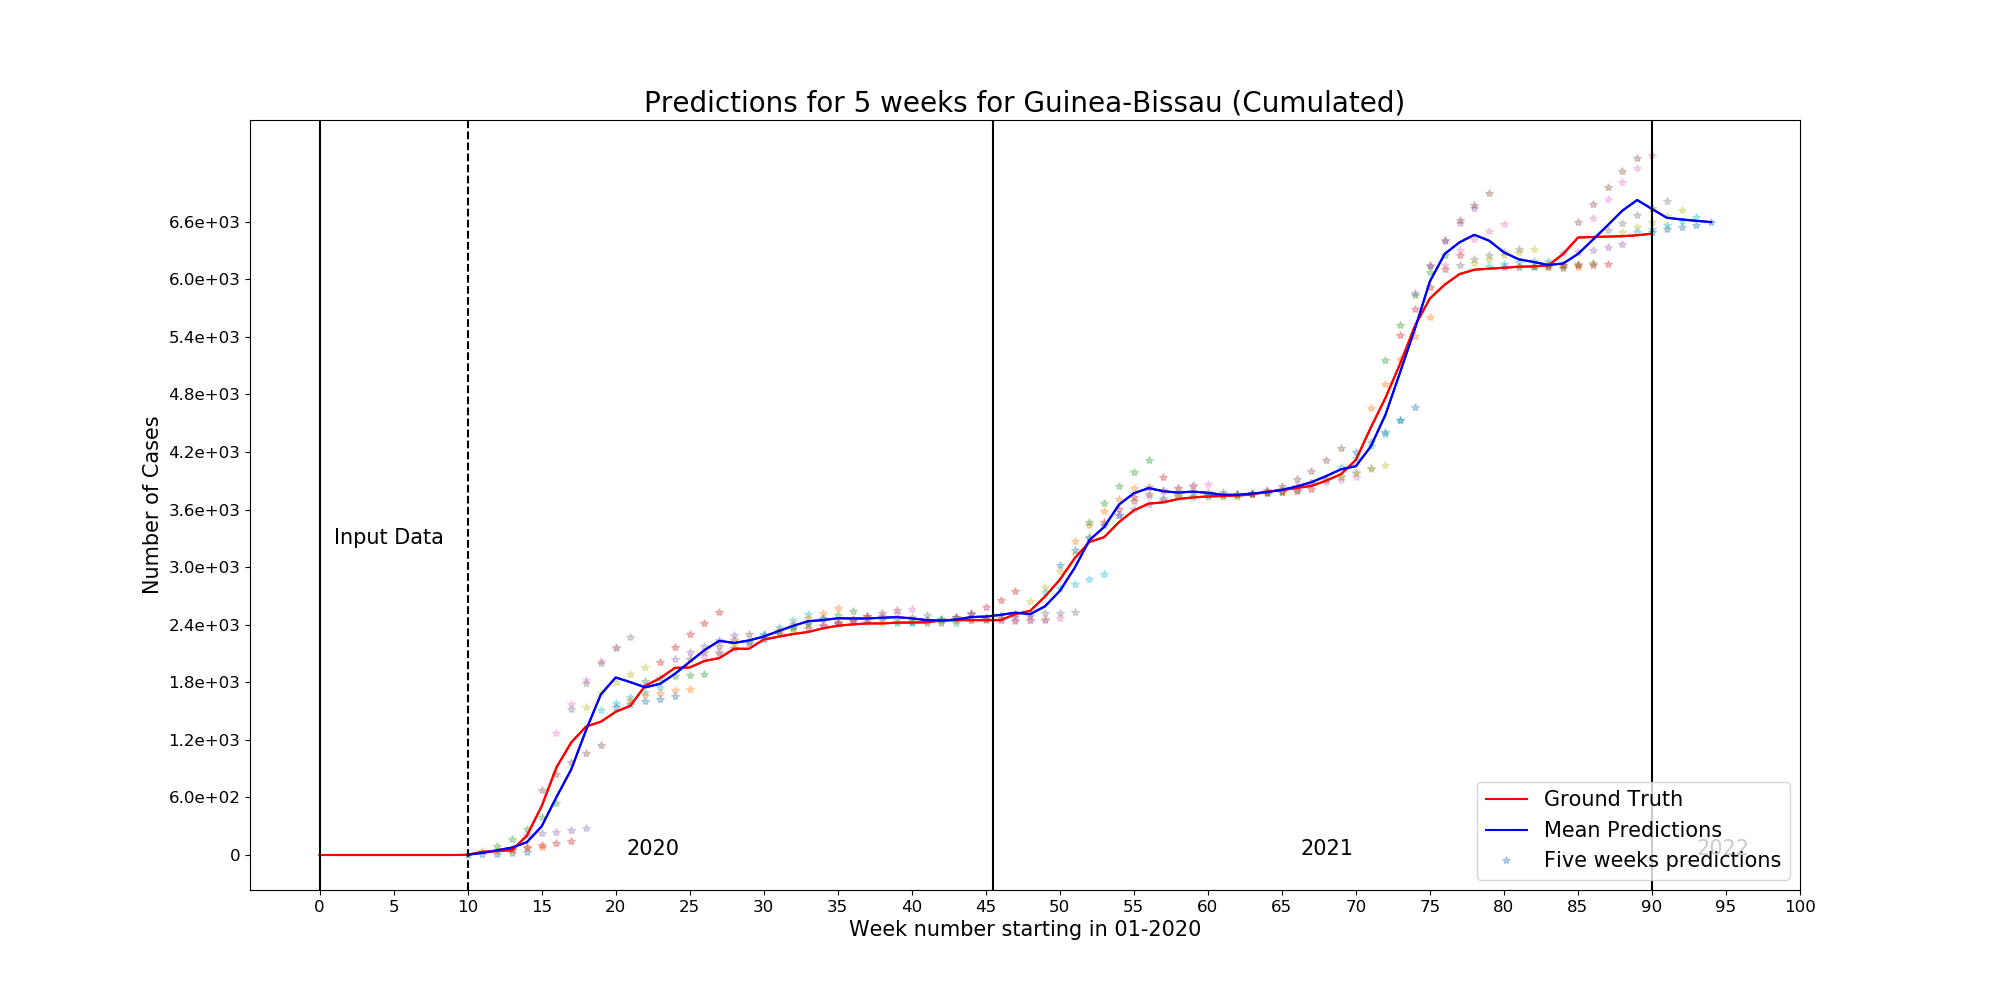 Predictions for 5 weeks for Guinea-Bissau (Cumulated)
6.6e+03
6.0e+03
5.4e+03
4.8e+03
4.2e+03
3.6e+03
3.0e+03
2.4e+03
1.8e+03
1.2e+03
6.0e+02
0
Number of Cases
Input Data
2020
2021
2022
Ground Truth
Mean Predictions
Five weeks predictions
0 5 10 15 20 25 30 35 40 45 50 55 60 65 70 75 80 85 90 95 100
Week number starting in 01-2020